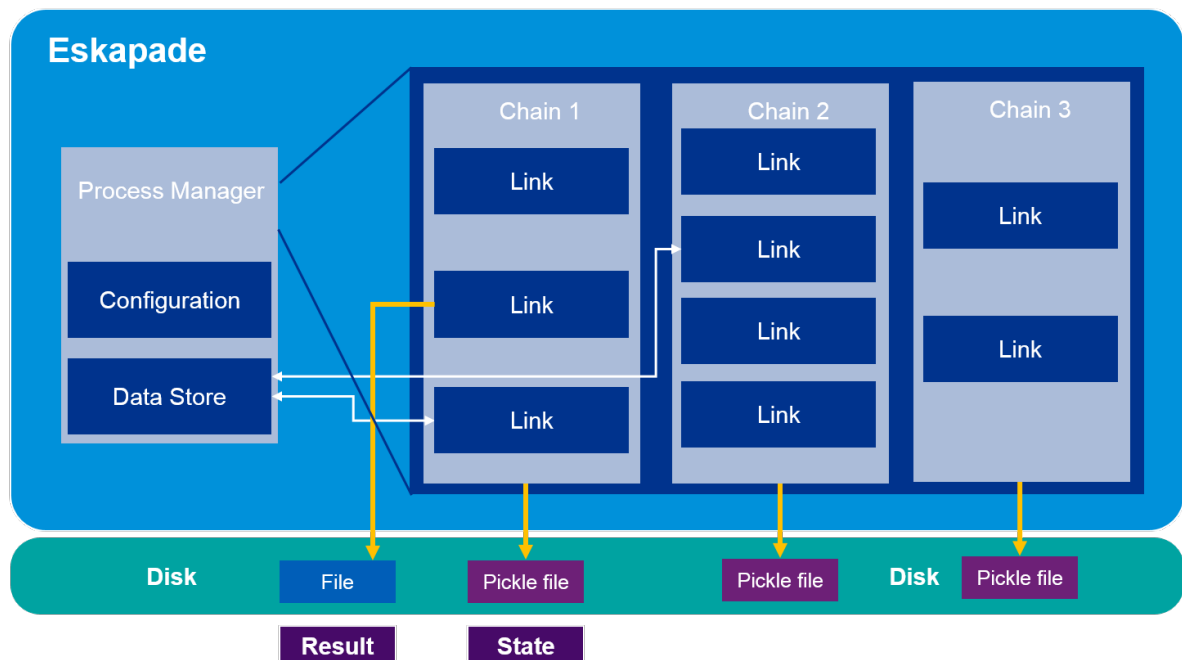 Eskapade
Process Manager
Configuration
Data Store
Chain 1
Link
Link
Link
Chain 2
Link
Link
Link
Link
Chain 3
Link
Link
Disk
File
Pickle file
Pickle file
Disk
Pickle file
Result
State